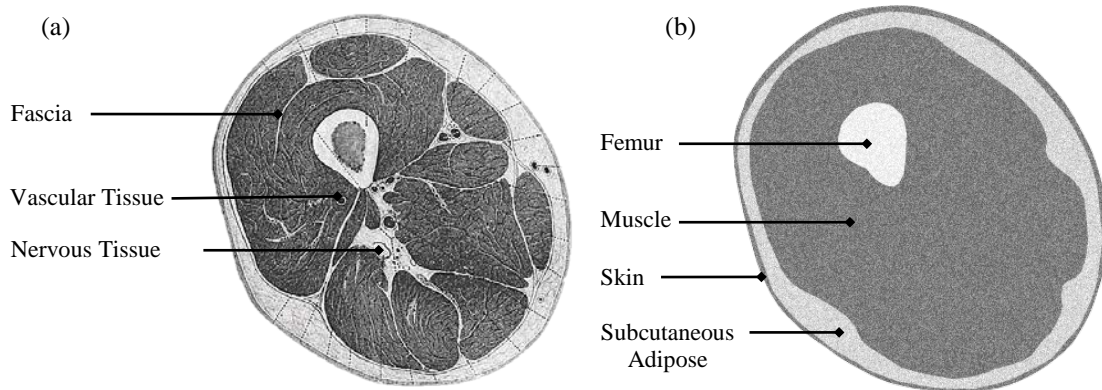 (a)
Fascia
Vascular Tissue
Nervous Tissue
(b)
Femur
Muscle
Skin
Subcutaneous
Adipose